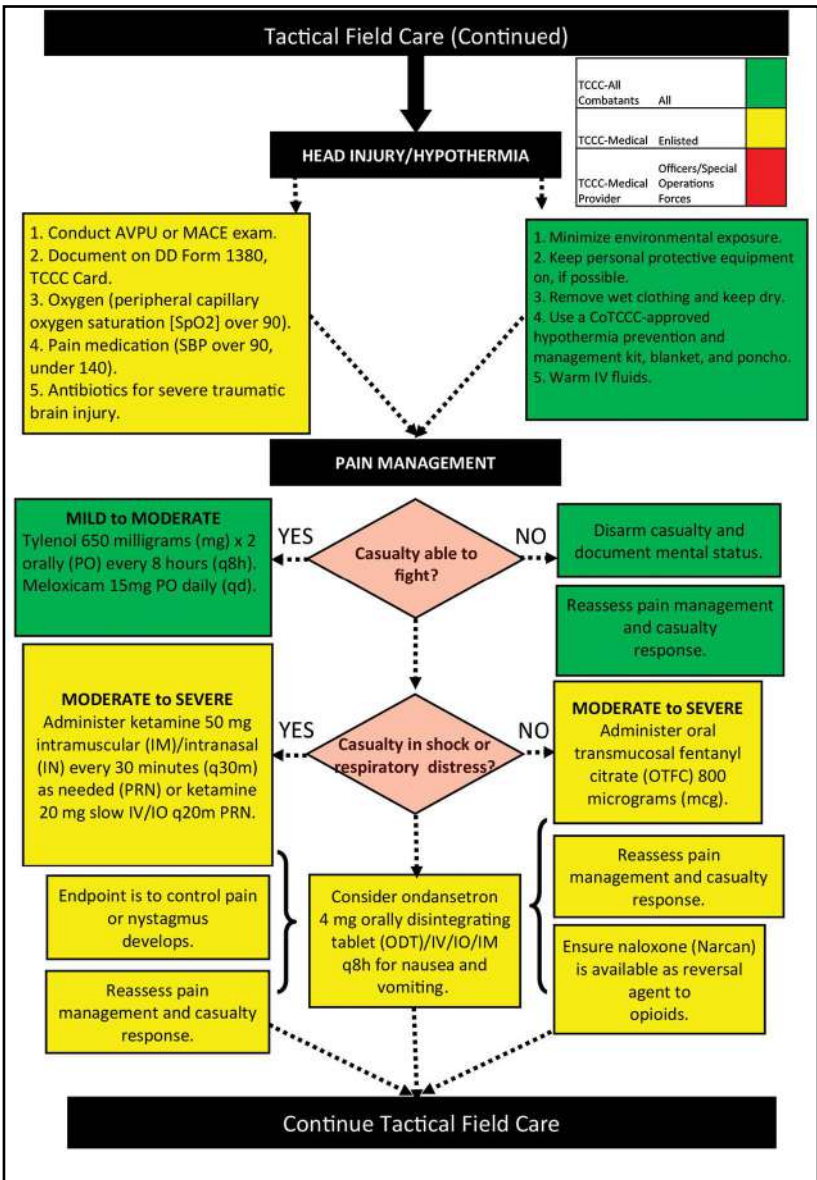 Tactical Field Care (Continued)
TCCC-All
Combatants All
TCCC-Medical Enlisted
Officers/Special
TCCC-Medical Operations
Provider Forces
HEAD INJURY/HYPOTHERMIA
1. Conduct AVPU or MACE exam.
2. Document on DD Form 1380,
TCCC Card.
3. Oxygen (peripheral capillary
oxygen saturation [SpO2] over 90).
4. Pain medication (SBP over 90,
under 140).
5. Antibiotics for severe traumatic
brain injury.
1. Minimize environmental exposure.
2. Keep personal protective equipment
on, if possible.
3. Remove wet clothing and keep dry.
4. Use a CoTCCC-approved
hypothermia prevention and
management kit, blanket, and poncho.
5. Warm IV fluids.
PAIN MANAGEMENT
MILD to MODERATE
Tylenol 650 milligrams (mg) x 2
orally (PO) every 8 hours (q8h).
Meloxicam 15mg PO daily (qd).
YES
Casualty able to
fight?
NO
Disarm casualty and
document mental status.
Reassess pain management
and casualty
response.
MODERATE to SEVERE
Administer ketamine 50 mg
intramuscular (IM)/intranasal
(IN) every 30 minutes (q30m)
as needed (PRN) or ketamine
20 mg slow IV/IO q20m PRN.
YES
Casualty in shock or
respiratory distress?
NO
MODERATE to SEVERE
Administer oral
transmucosal fentanyl
citrate (OTFC) 800
micrograms (mcg).
Endpoint is to control pain
or nystagmus
develops.
Reassess pain
management and casualty
response.
Consider ondansetron
4 mg orally disintegrating
tablet (ODT)/IV/IO/IM
q8h for nausea and
vomiting.
Reassess pain
management and casualty
response.
Ensure naloxone (Narcan)
is available as reversal
agent to
opioids.
Continue Tactical Field Care